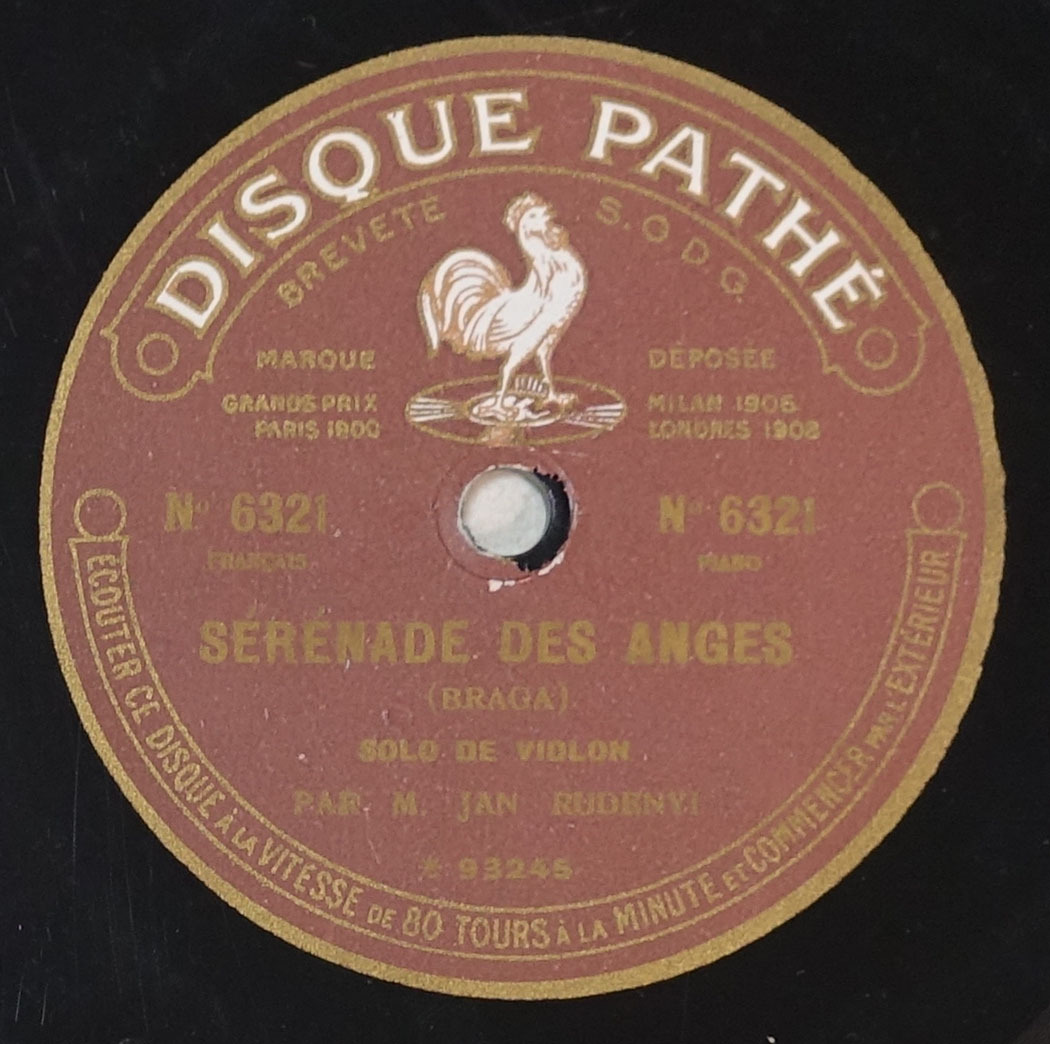 DISQUE PATHÉ
BREVETÉ S.G.D.G.
MARQUE DÉPOSÉE
GRANDS PRIX MILAN 1906
PARIS 1900 LONDRES 1908
Nº 6321 Nº 6321
FRANÇAIS PIANO
SÉRÉNADE DES ANGES
(BRAGA)
SOLO DE VIOLON
PAR M. JAN RUDENYI
* 93245
ÉCOUTER CE DISQUE À LA VITESSE DE 80 TOURS À LA MINUTE ET COMMENCER PAR L'EXTÉRIEUR